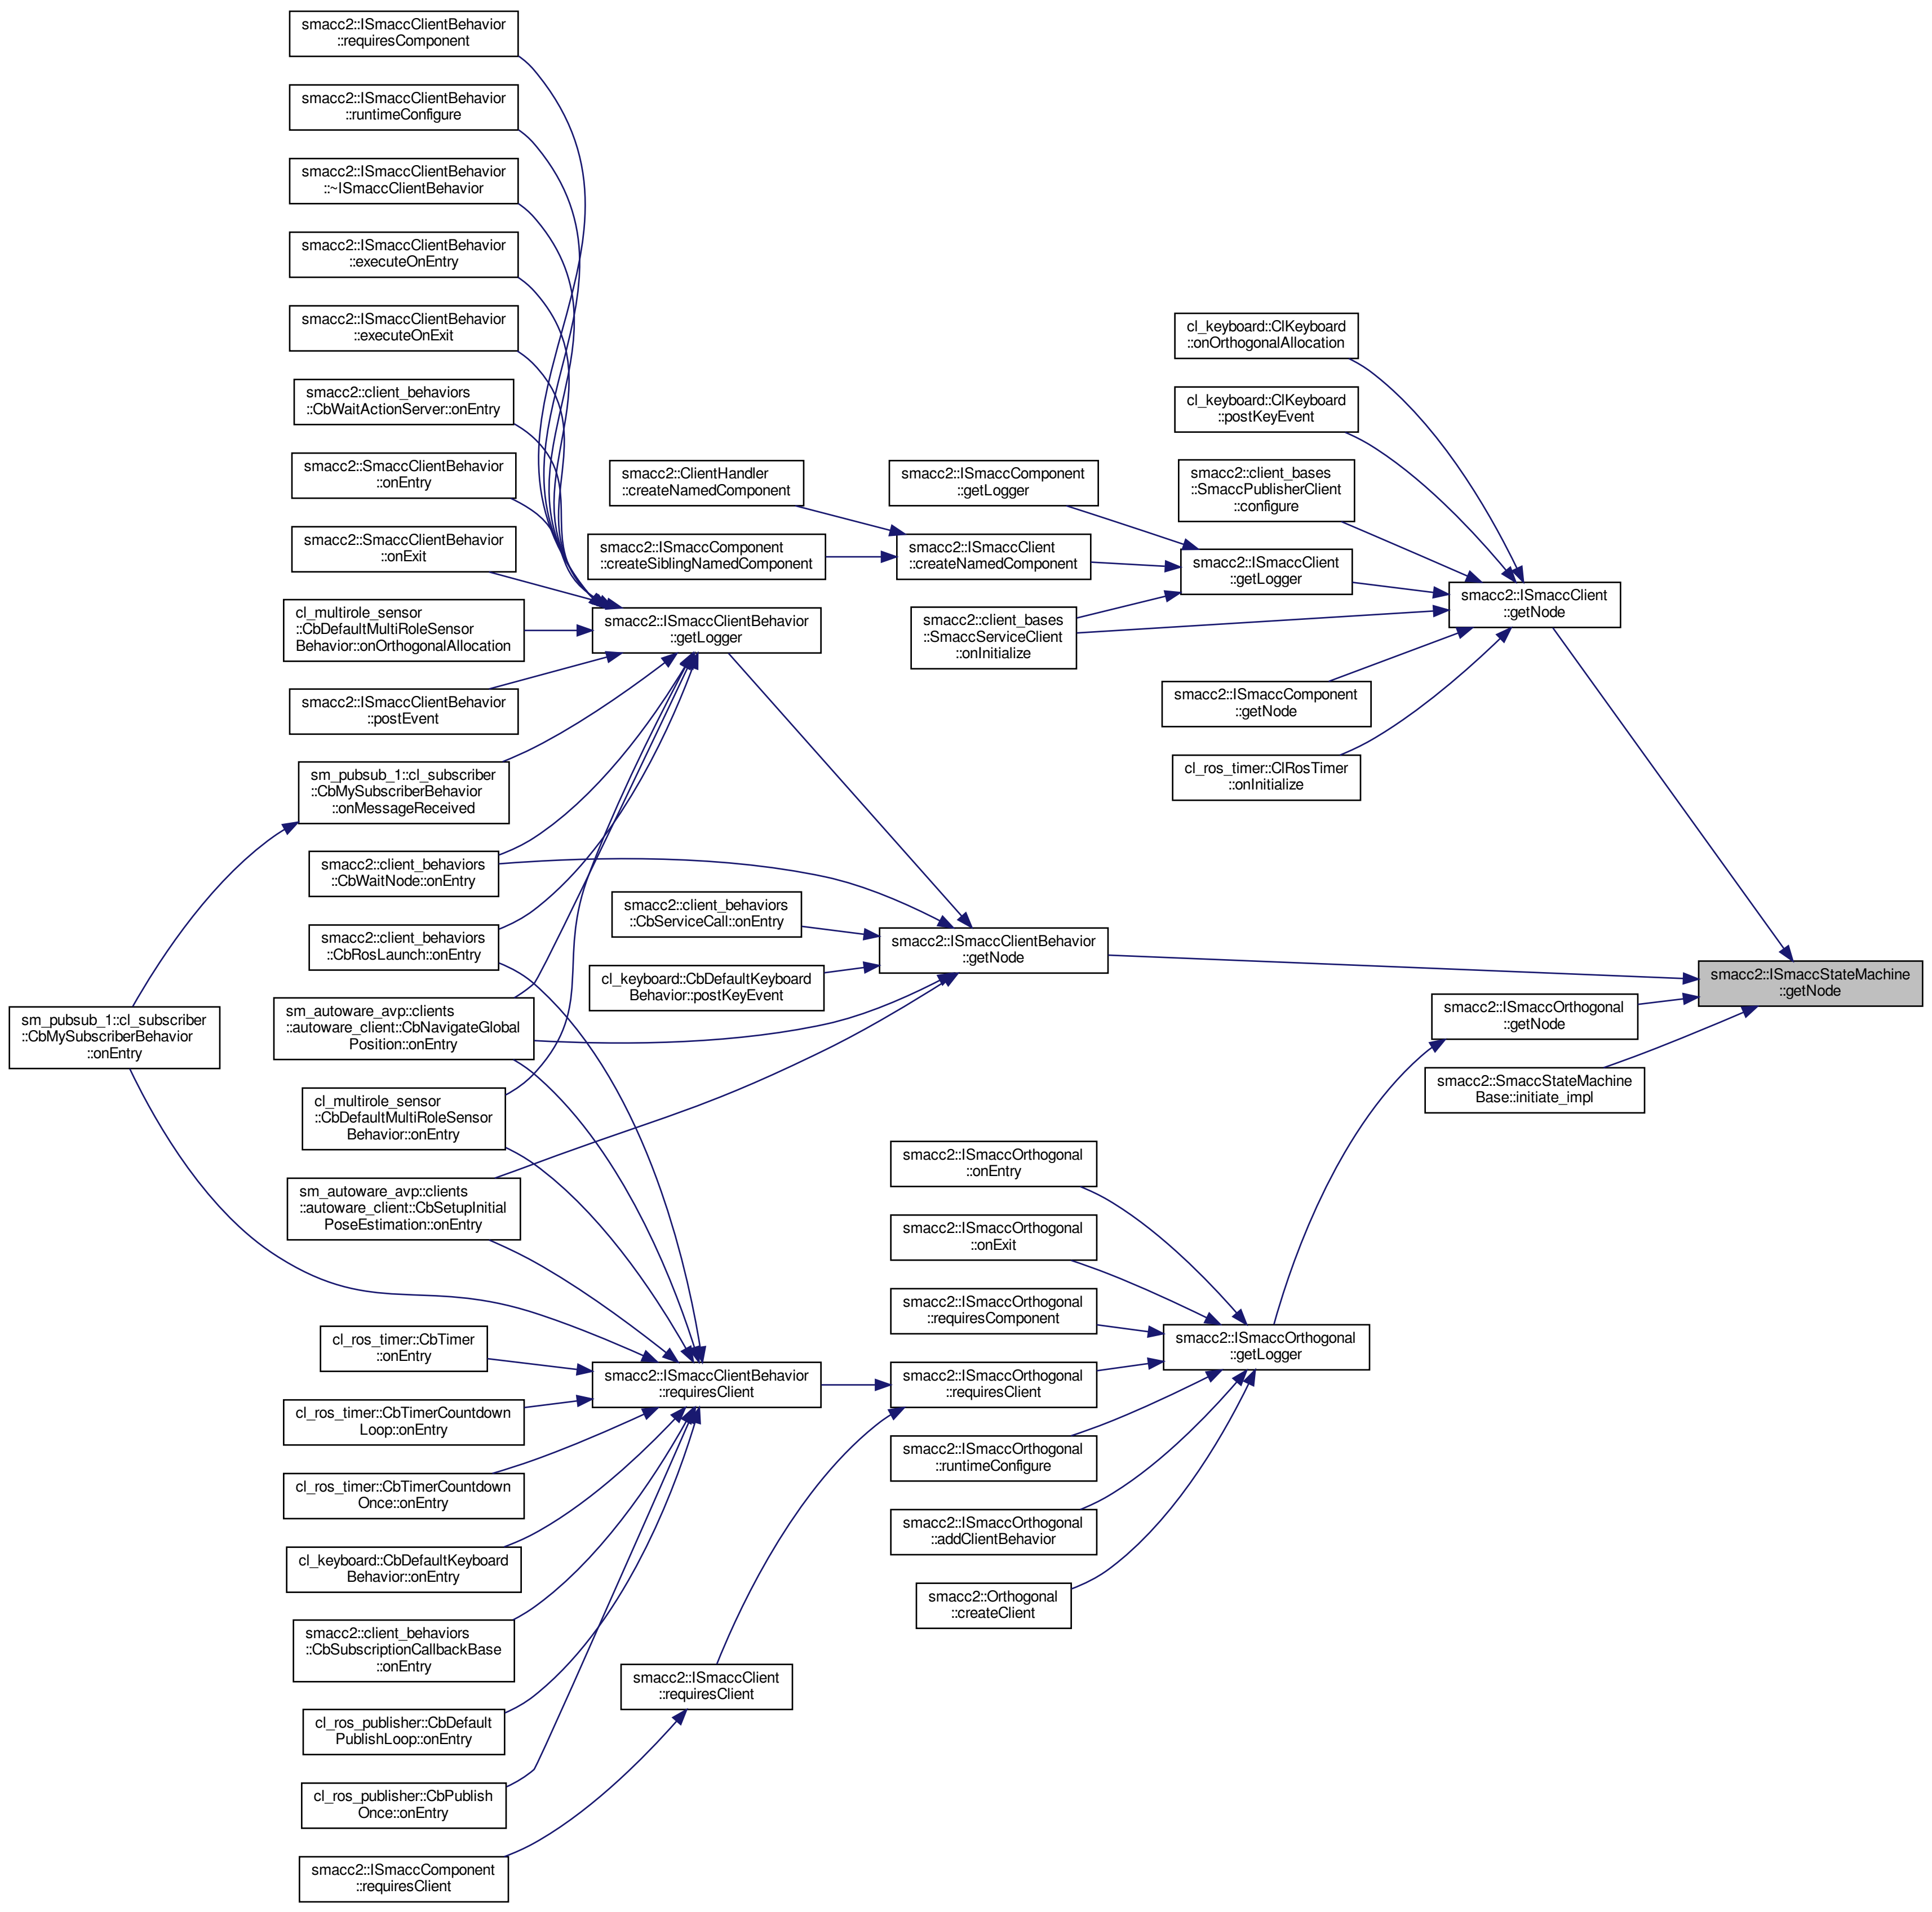 smacc2::ISmaccClientBehavior
::requiresComponent
smacc2::ISmaccClientBehavior
::runtimeConfigure
smacc2::ISmaccClientBehavior
::~ISmaccClientBehavior
smacc2::ISmaccClientBehavior
::executeOnEntry
smacc2::ISmaccClientBehavior
::executeOnExit
smacc2::client_behaviors
::CbWaitActionServer::onEntry
smacc2::SmaccClientBehavior
::onEntry
smacc2::SmaccClientBehavior
::onExit
cl_multirole_sensor
::CbDefaultMultiRoleSensor
Behavior::onOrthogonalAllocation
smacc2::ISmaccClientBehavior
::postEvent
sm_pubsub_1::cl_subscriber
::CbMySubscriberBehavior
::onMessageReceived
smacc2::client_behaviors
::CbWaitNode::onEntry
smacc2::client_behaviors
::CbRosLaunch::onEntry
sm_pubsub_1::cl_subscriber
::CbMySubscriberBehavior
::onEntry
sm_autoware_avp::clients
::autoware_client::CbNavigateGlobal
Position::onEntry
cl_multirole_sensor
::CbDefaultMultiRoleSensor
Behavior::onEntry
sm_autoware_avp::clients
::autoware_client::CbSetupInitial
PoseEstimation::onEntry
cl_ros_timer::CbTimer
::onEntry
cl_ros_timer::CbTimerCountdown
Loop::onEntry
cl_ros_timer::CbTimerCountdown
Once::onEntry
cl_keyboard::CbDefaultKeyboard
Behavior::onEntry
smacc2::client_behaviors
::CbSubscriptionCallbackBase
::onEntry
cl_ros_publisher::CbDefault
PublishLoop::onEntry
cl_ros_publisher::CbPublish
Once::onEntry
smacc2::ISmaccComponent
::requiresClient
smacc2::ClientHandler
::createNamedComponent
smacc2::ISmaccComponent
::createSiblingNamedComponent
smacc2::ISmaccClientBehavior
::getLogger
smacc2::client_behaviors
::CbServiceCall::onEntry
cl_keyboard::CbDefaultKeyboard
Behavior::postKeyEvent
smacc2::ISmaccClientBehavior
::requiresClient
smacc2::ISmaccClient
::requiresClient
smacc2::ISmaccComponent
::getLogger
smacc2::ISmaccClient
::createNamedComponent
smacc2::client_bases
::SmaccServiceClient
::onInitialize
smacc2::ISmaccClientBehavior
::getNode
smacc2::ISmaccOrthogonal
::onEntry
smacc2::ISmaccOrthogonal
::onExit
smacc2::ISmaccOrthogonal
::requiresComponent
smacc2::ISmaccOrthogonal
::requiresClient
smacc2::ISmaccOrthogonal
::runtimeConfigure
smacc2::ISmaccOrthogonal
::addClientBehavior
smacc2::Orthogonal
::createClient
cl_keyboard::ClKeyboard
::onOrthogonalAllocation
cl_keyboard::ClKeyboard
::postKeyEvent
smacc2::client_bases
::SmaccPublisherClient
::configure
smacc2::ISmaccClient
::getLogger
smacc2::ISmaccComponent
::getNode
cl_ros_timer::ClRosTimer
::onInitialize
smacc2::ISmaccOrthogonal
::getLogger
smacc2::ISmaccClient
::getNode
smacc2::ISmaccOrthogonal
::getNode
smacc2::SmaccStateMachine
Base::initiate_impl
smacc2::ISmaccStateMachine
::getNode